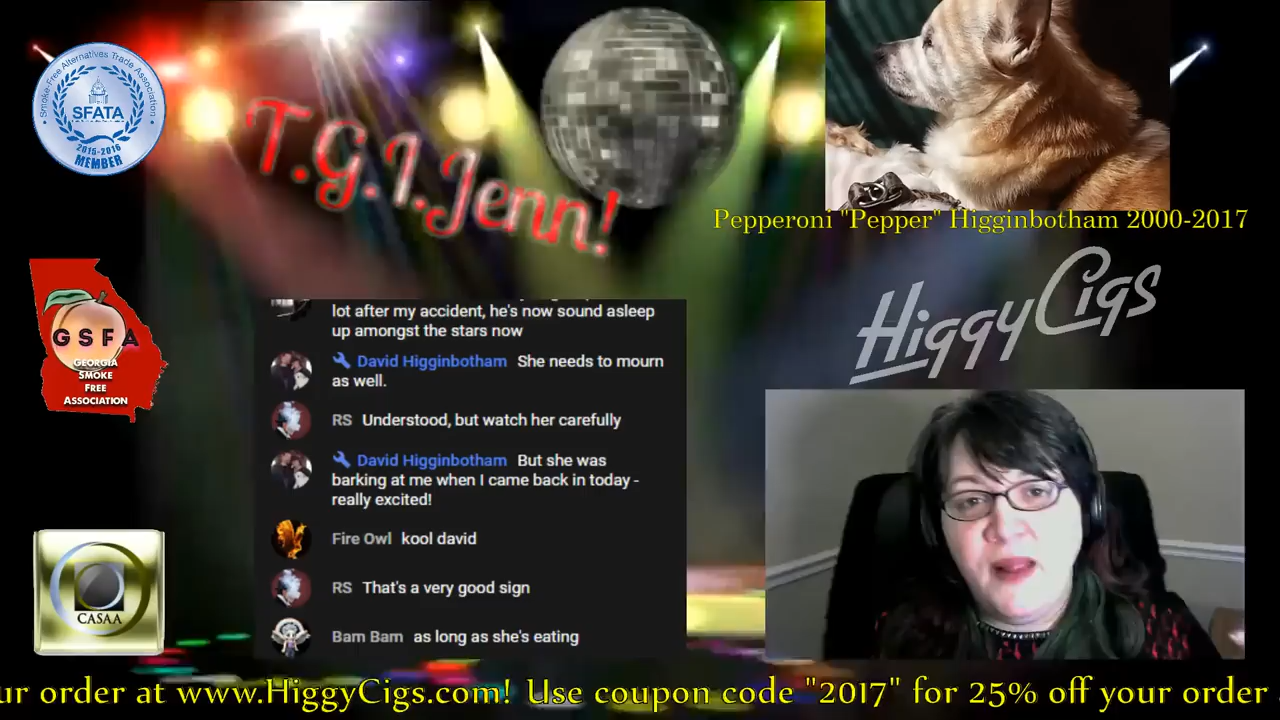 Smoke-Free Alternatives Trade Association
SFATA
2015-2016
MEMBER
T.G.I.Jenn!
Pepperoni "Pepper" Higginbotham 2000-2017
HiggyCigs
GSFA
GEORGIA
SMOKE
FREE
ASSOCIATION
CASAA
lot after my accident, he's now sound asleep
up amongst the stars now
David Higginbotham She needs to mourn
as well.
RS Understood, but watch her carefully
David Higginbotham But she was
barking at me when I came back in today -
really excited!
Fire Owl kool david
RS That's a very good sign
Bam Bam as long as she's eating
ur order at www.HiggyCigs.com! Use coupon code "2017" for 25% off your order